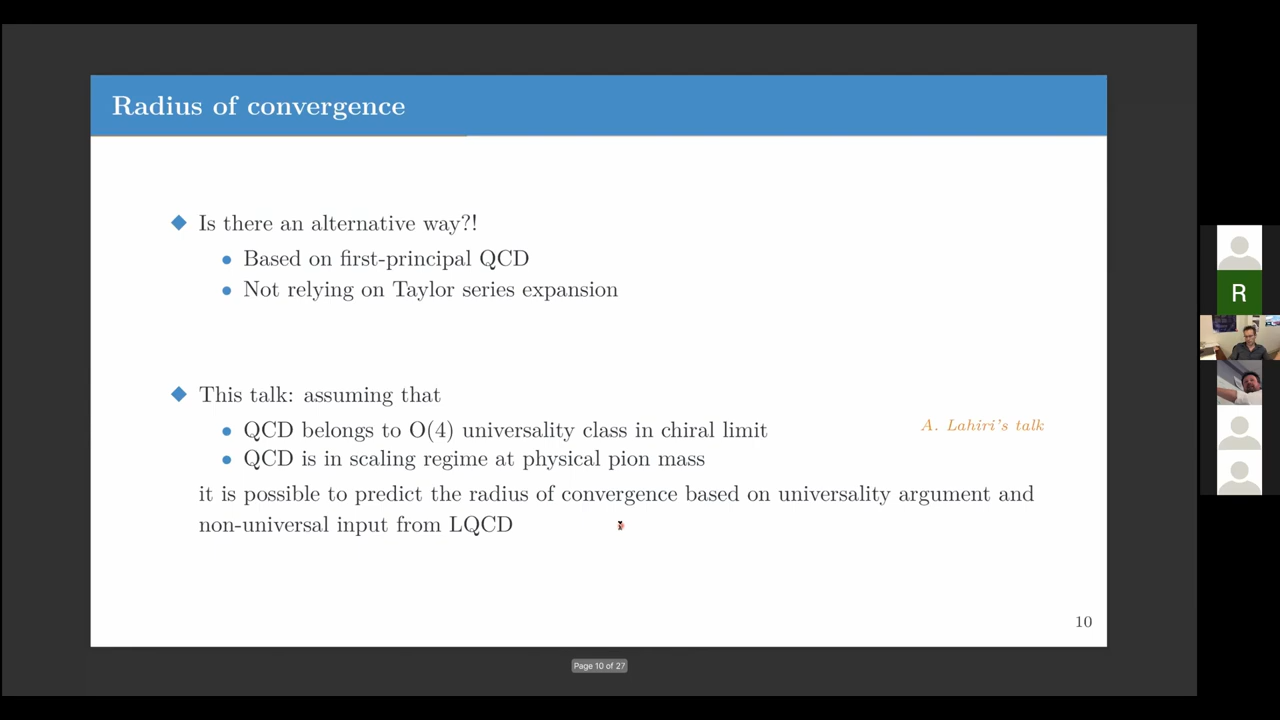 Radius of convergence
Is there an alternative way?!
Based on first-principal QCD
Not relying on Taylor series expansion
This talk: assuming that
QCD belongs to O(4) universality class in chiral limit
A. Lahiri's talk
QCD is in scaling regime at physical pion mass
it is possible to predict the radius of convergence based on universality argument and
non-universal input from LQCD
10
Page 10 of 27
R